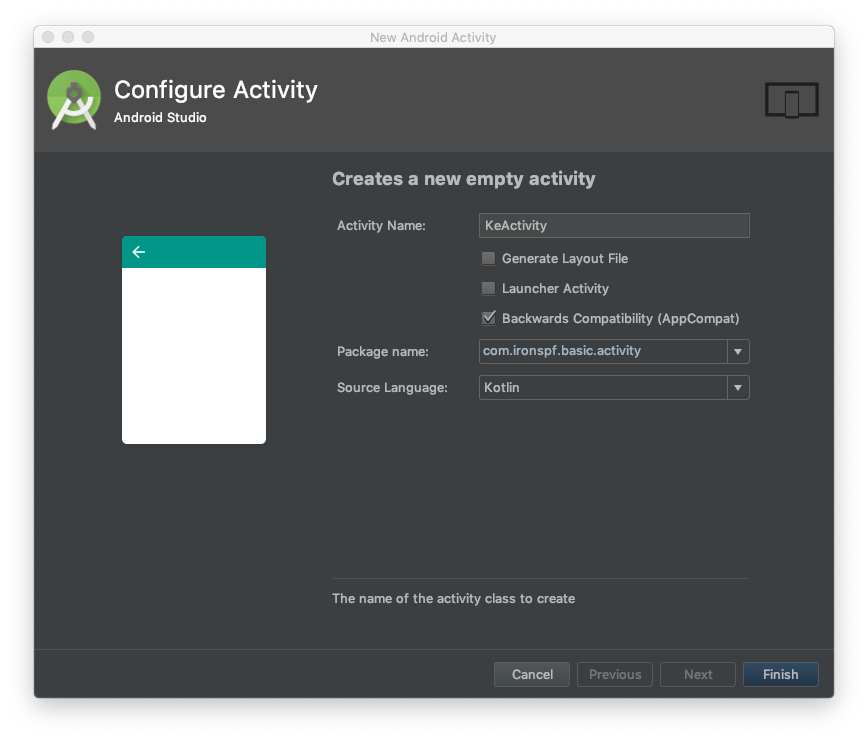 New Android Activity
Configure Activity
Android Studio
Creates a new empty activity
Activity Name: KeActivity
Generate Layout File
Launcher Activity
Backwards Compatibility (AppCompat)
Package name: com.ironspf.basic.activity
Source Language: Kotlin
The name of the activity class to create
Cancel Previous Next Finish